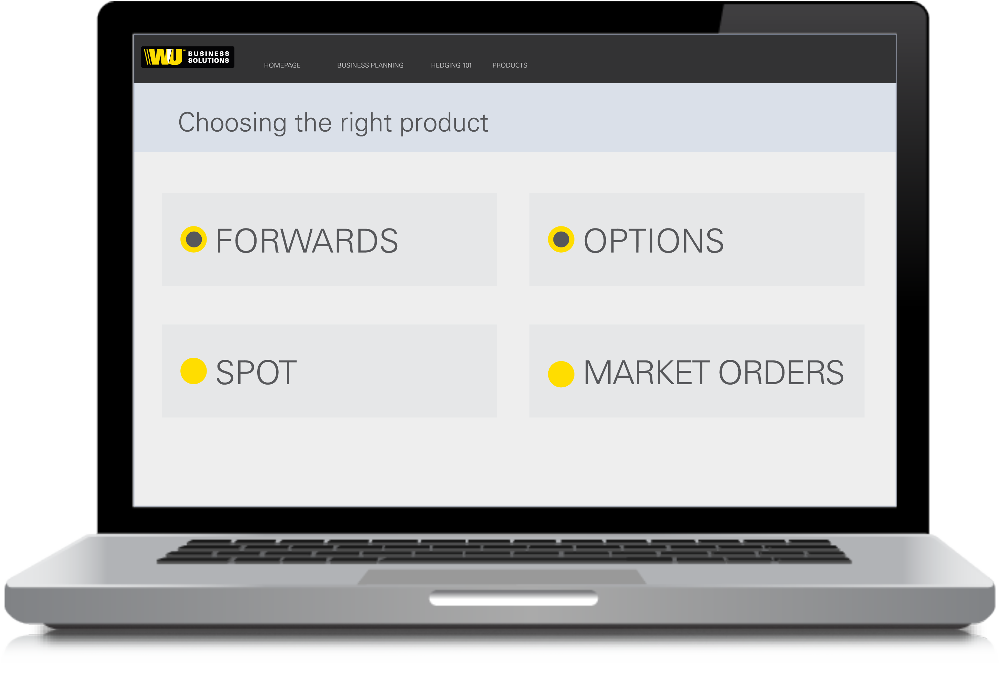 WU
BUSINESS
SOLUTIONS
HOMEPAGE BUSINESS PLANNING HEDGING 101 PRODUCTS
Choosing the right product
FORWARDS
OPTIONS
SPOT
MARKET ORDERS